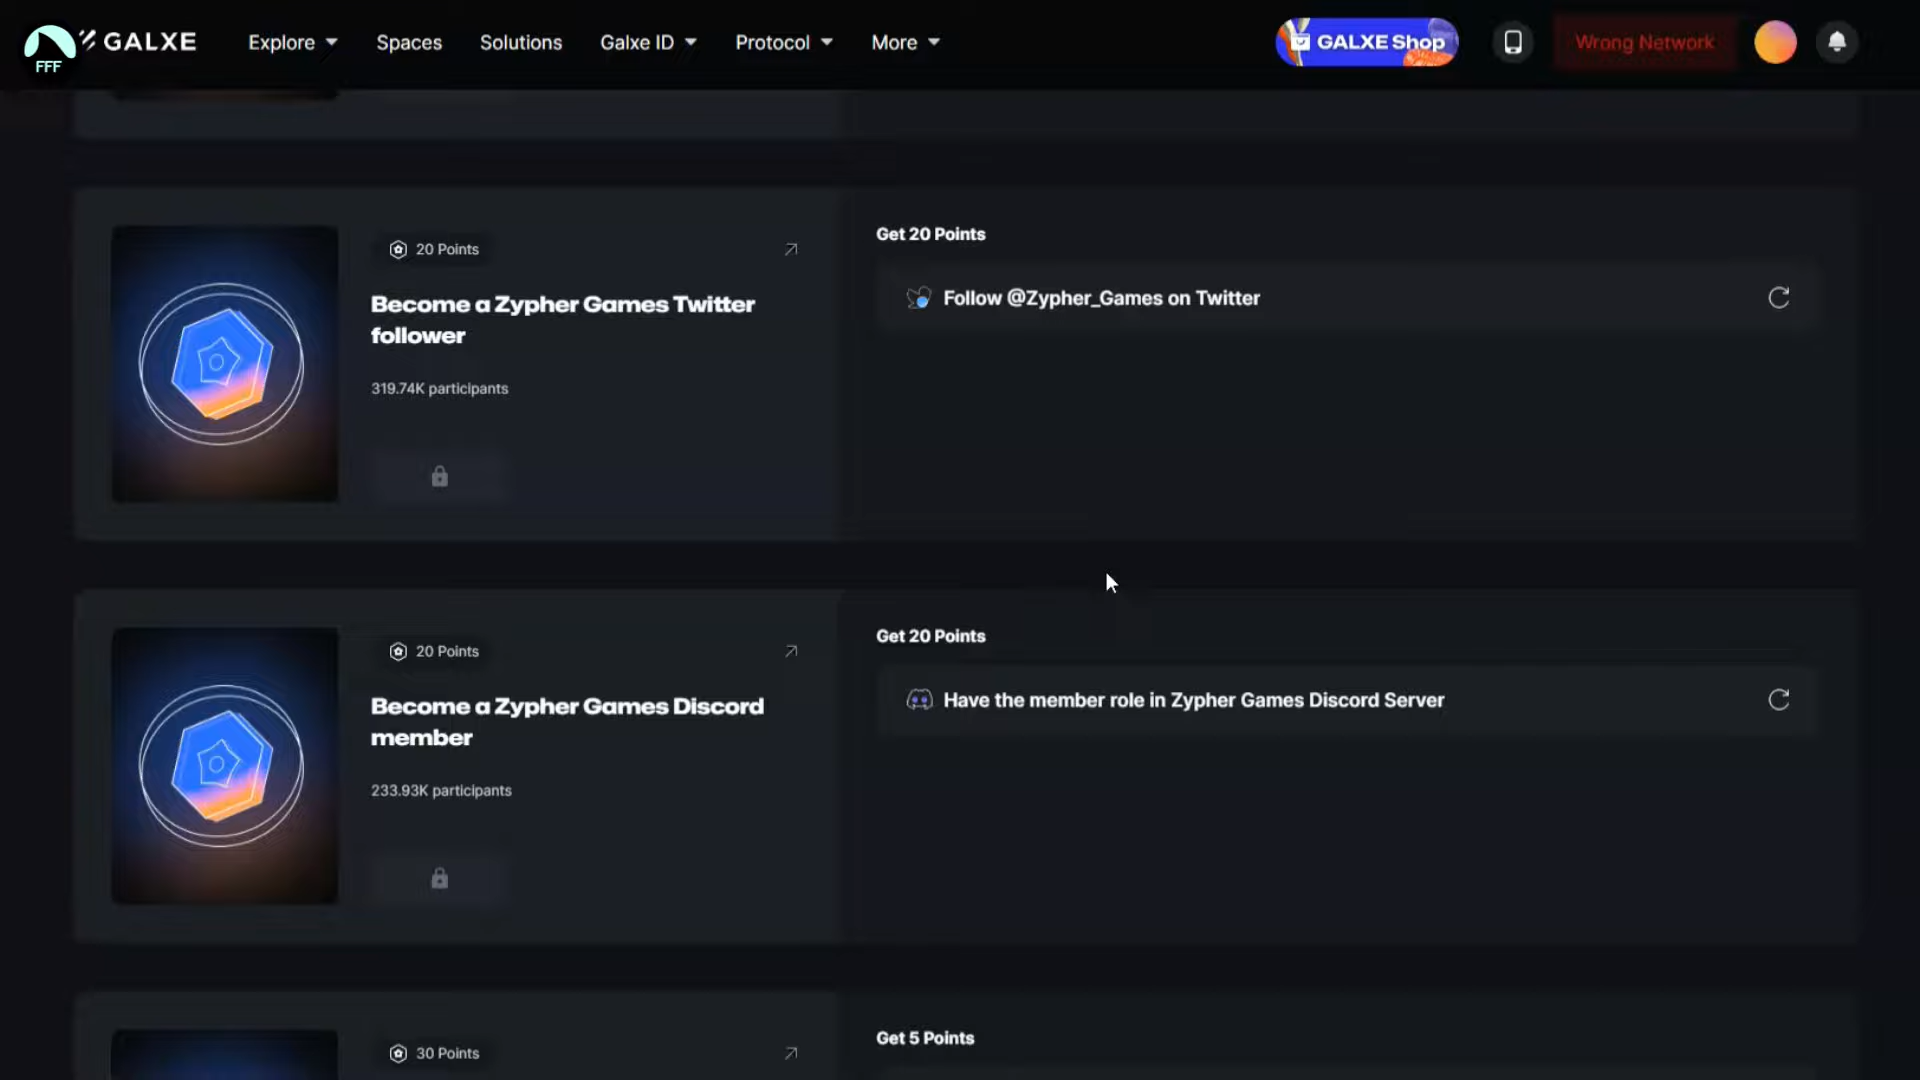 FFF
GALXE
Explore
Spaces
Solutions
Galxe ID
Protocol
More
GALXE Shop
Wrong Network
20 Points
Become a Zypher Games Twitter
follower
319.74K participants
Get 20 Points
Follow @Zypher_Games on Twitter
20 Points
Become a Zypher Games Discord
member
233.93K participants
Get 20 Points
Have the member role in Zypher Games Discord Server
30 Points
Get 5 Points